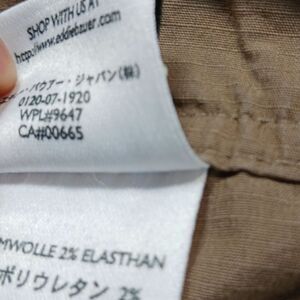 SHOP WITH US AT
http://www.eddiebauer.com
バウアー・ジャパン(株)
0120-07-1920
WPL#9647
CA#00665
MWOLLE 2% ELASTHAN
ポリウレタン 2%